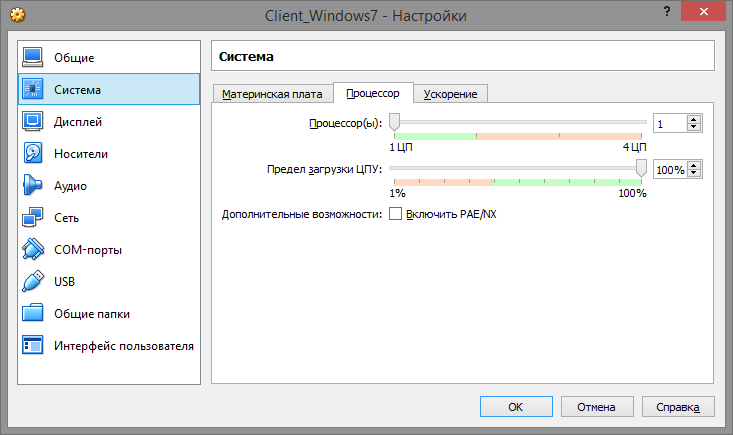 Client_Windows7 - Настройки
? ×
Общие
Система
Дисплей
Носители
Аудио
Сеть
COM-порты
USB
Общие папки
Интерфейс пользователя
Система
Материнская плата Процессор Ускорение
Процессор(ы): 1
1 ЦП 4 ЦП
Предел загрузки ЦПУ: 100%
1% 100%
Дополнительные возможности: Включить PAE/NX
OK Отмена Справка